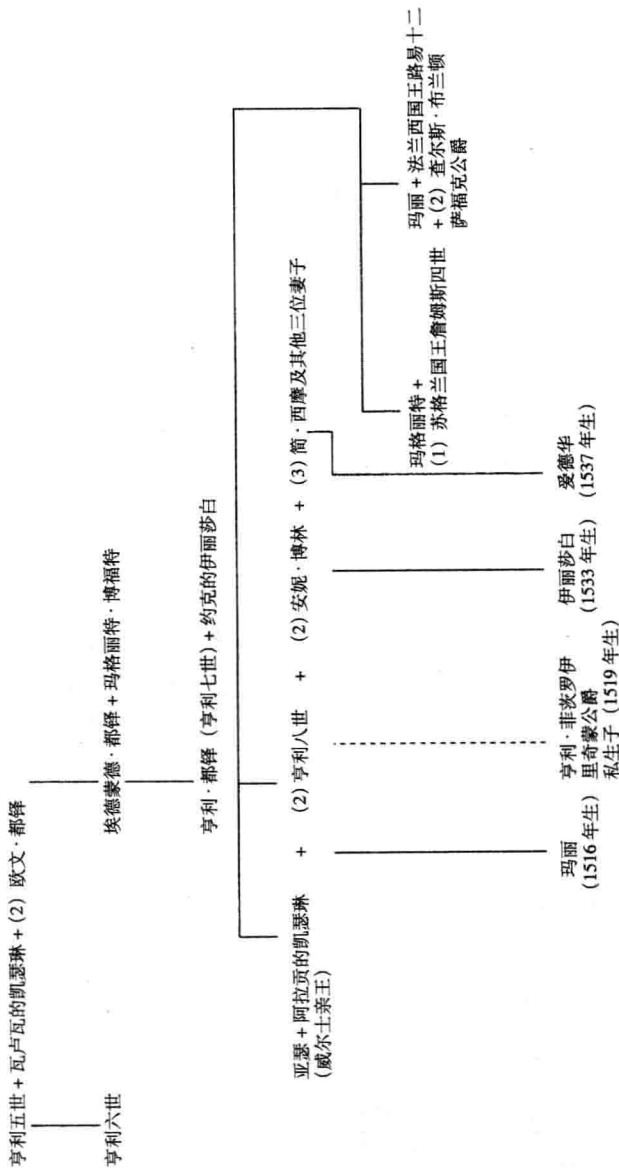 亨利五世 + 瓦卢瓦的凯瑟琳 + (2) 欧文·都铎
亨利六世
埃德蒙德·都铎 + 玛格丽特·博福特
亨利·都铎 (亨利七世) + 约克的伊丽莎白
亚瑟 + 阿拉贡的凯瑟琳 + (2) 亨利八世 + (2) 安妮·博林 + (3) 简·西摩及其他三位妻子
(威尔士亲王)
玛格丽特 +
(1) 苏格兰国王詹姆斯四世
玛丽 + 法兰西国王路易十二
+ (2) 查尔斯·布兰顿
萨福克公爵
玛丽
(1516 年生)
亨利·菲茨罗伊
里奇蒙公爵
私生子 (1519 年生)
伊丽莎白
(1533 年生)
爱德华
(1537 年生)